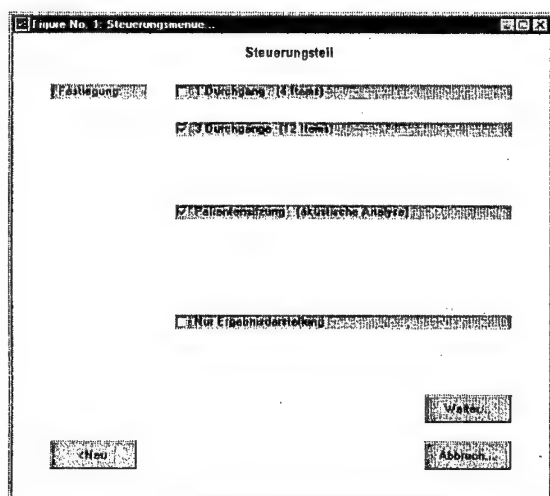 Figure No. 1: Steuerungsmenue...
Steuerungsteil
Festlegung
1 Durchgang (4 Items)
3 Durchgänge (12 Items)
Patientensitzung (akustische Analyse)
Nur Ergebnisdarstellung
Weiter...
<Neu
Abbruch...